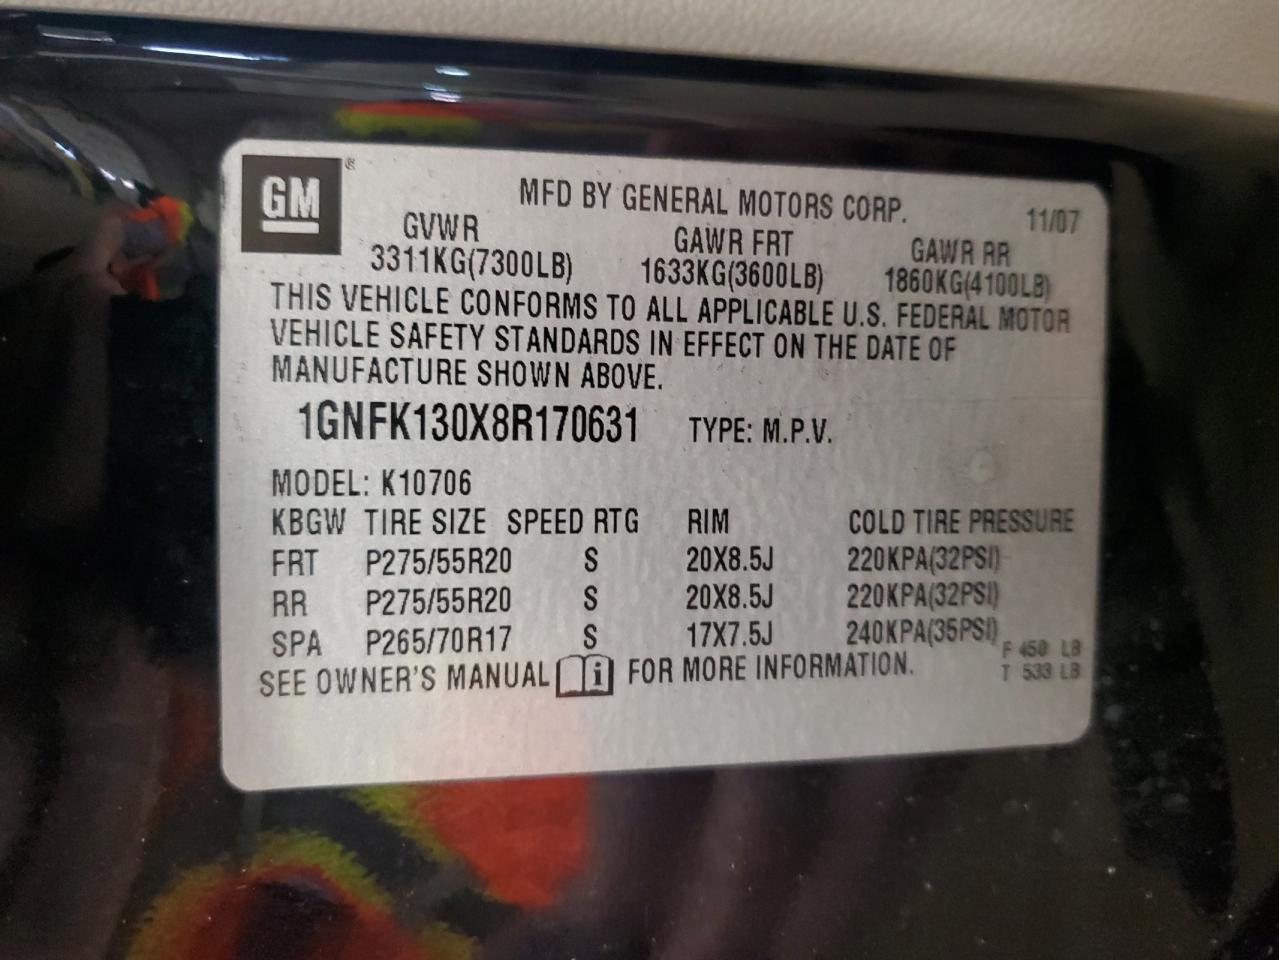 GM ®
MFD BY GENERAL MOTORS CORP. 11/07
GVWR GAWR FRT GAWR RR
3311KG(7300LB) 1633KG(3600LB) 1860KG(4100LB)
THIS VEHICLE CONFORMS TO ALL APPLICABLE U.S. FEDERAL MOTOR
VEHICLE SAFETY STANDARDS IN EFFECT ON THE DATE OF
MANUFACTURE SHOWN ABOVE.
1GNFK130X8R170631 TYPE: M.P.V.
MODEL: K10706
KBGW TIRE SIZE SPEED RTG RIM COLD TIRE PRESSURE
FRT P275/55R20 S 20X8.5J 220KPA(32PSI)
RR P275/55R20 S 20X8.5J 220KPA(32PSI)
SPA P265/70R17 S 17X7.5J 240KPA(35PSI)
F 450 LB
T 533 LB
SEE OWNER'S MANUAL i FOR MORE INFORMATION.